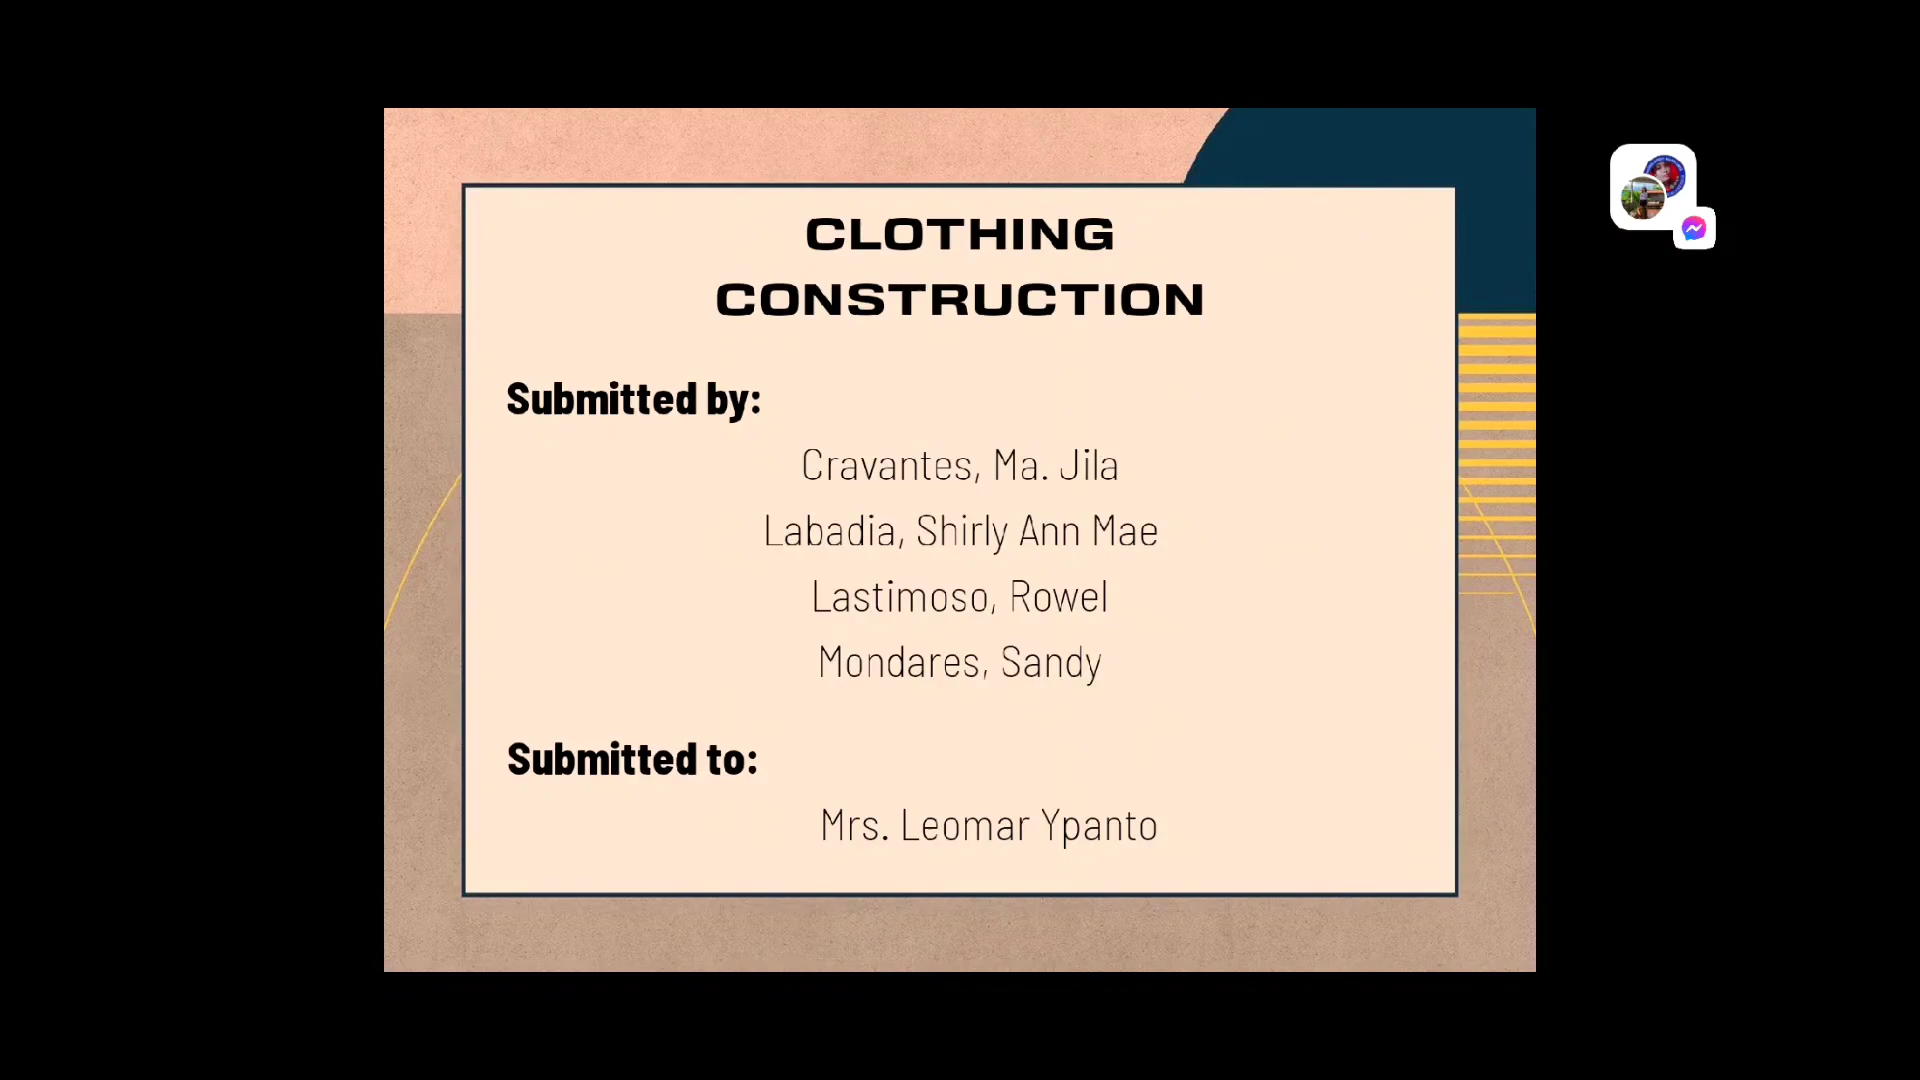 CLOTHING
CONSTRUCTION
Submitted by:
Cravantes, Ma. Jila
Labadia, Shirly Ann Mae
Lastimoso, Rowel
Mondares, Sandy
Submitted to:
Mrs. Leomar Ypanto